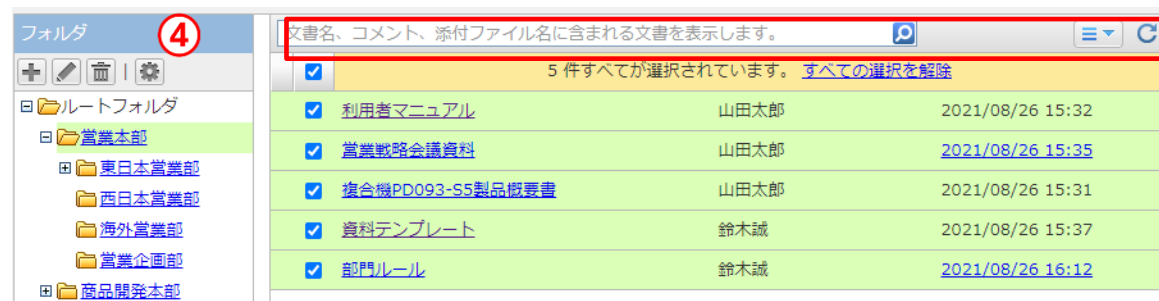 フォルダ
④
文書名、コメント、添付ファイル名に含まれる文書を表示します。
5 件すべてが選択されています。 すべての選択を解除
ルートフォルダ
営業本部
東日本営業部
西日本営業部
海外営業部
営業企画部
商品開発本部
利用者マニュアル 山田太郎 2021/08/26 15:32
営業戦略会議資料 山田太郎 2021/08/26 15:35
複合機PD093-S5製品概要書 山田太郎 2021/08/26 15:31
資料テンプレート 鈴木誠 2021/08/26 15:37
部門ルール 鈴木誠 2021/08/26 16:12